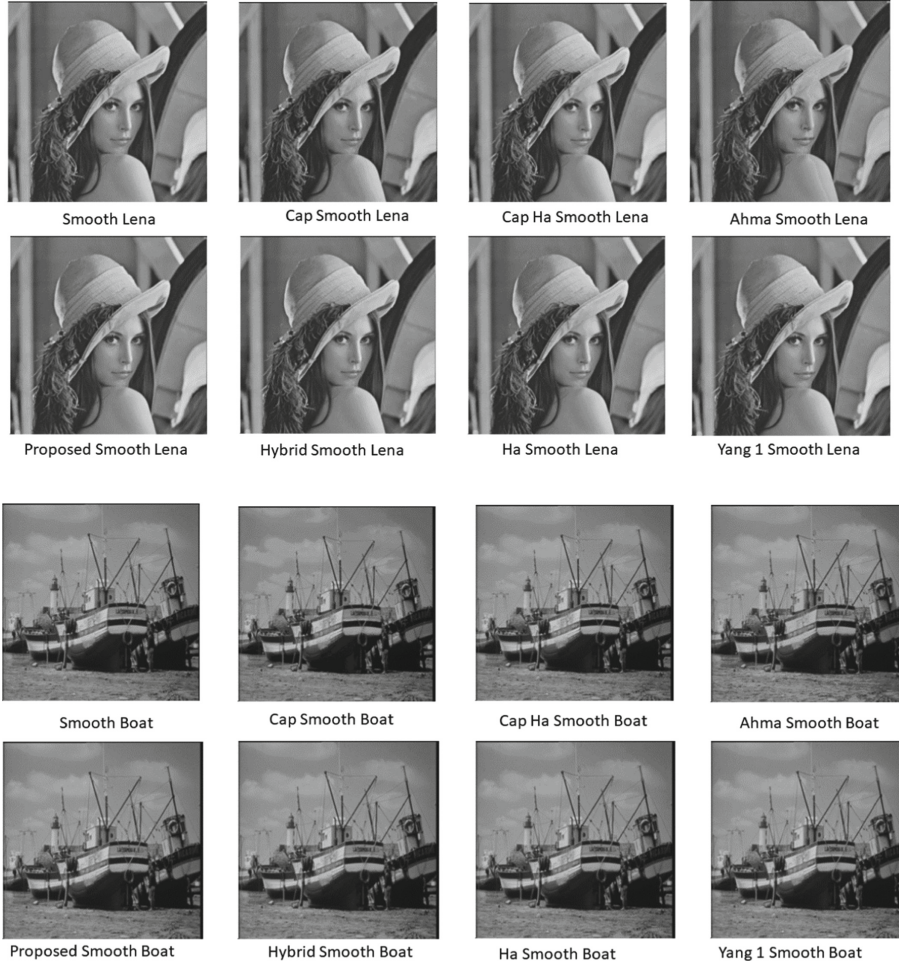 Smooth Lena
Cap Smooth Lena
Cap Ha Smooth Lena
Ahma Smooth Lena
Proposed Smooth Lena
Hybrid Smooth Lena
Ha Smooth Lena
Yang 1 Smooth Lena
Smooth Boat
Cap Smooth Boat
Cap Ha Smooth Boat
Ahma Smooth Boat
Proposed Smooth Boat
Hybrid Smooth Boat
Ha Smooth Boat
Yang 1 Smooth Boat